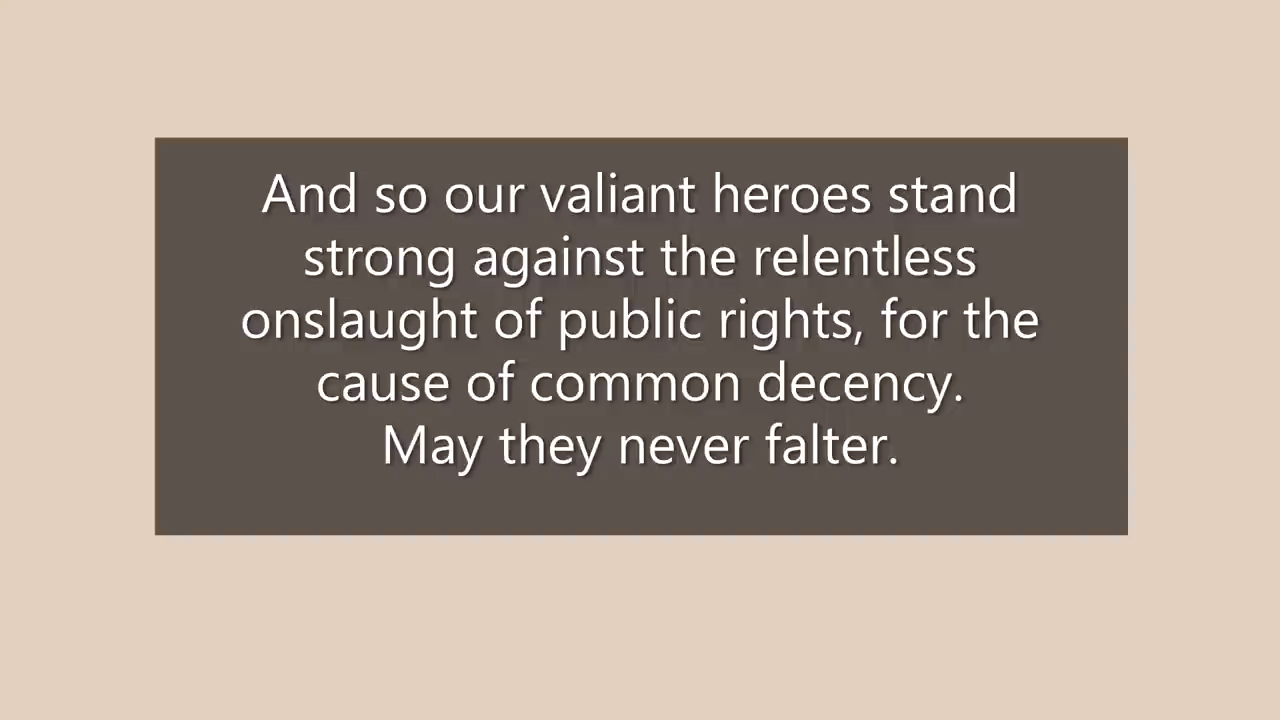 And so our valiant heroes stand
strong against the relentless
onslaught of public rights, for the
cause of common decency.
May they never falter.